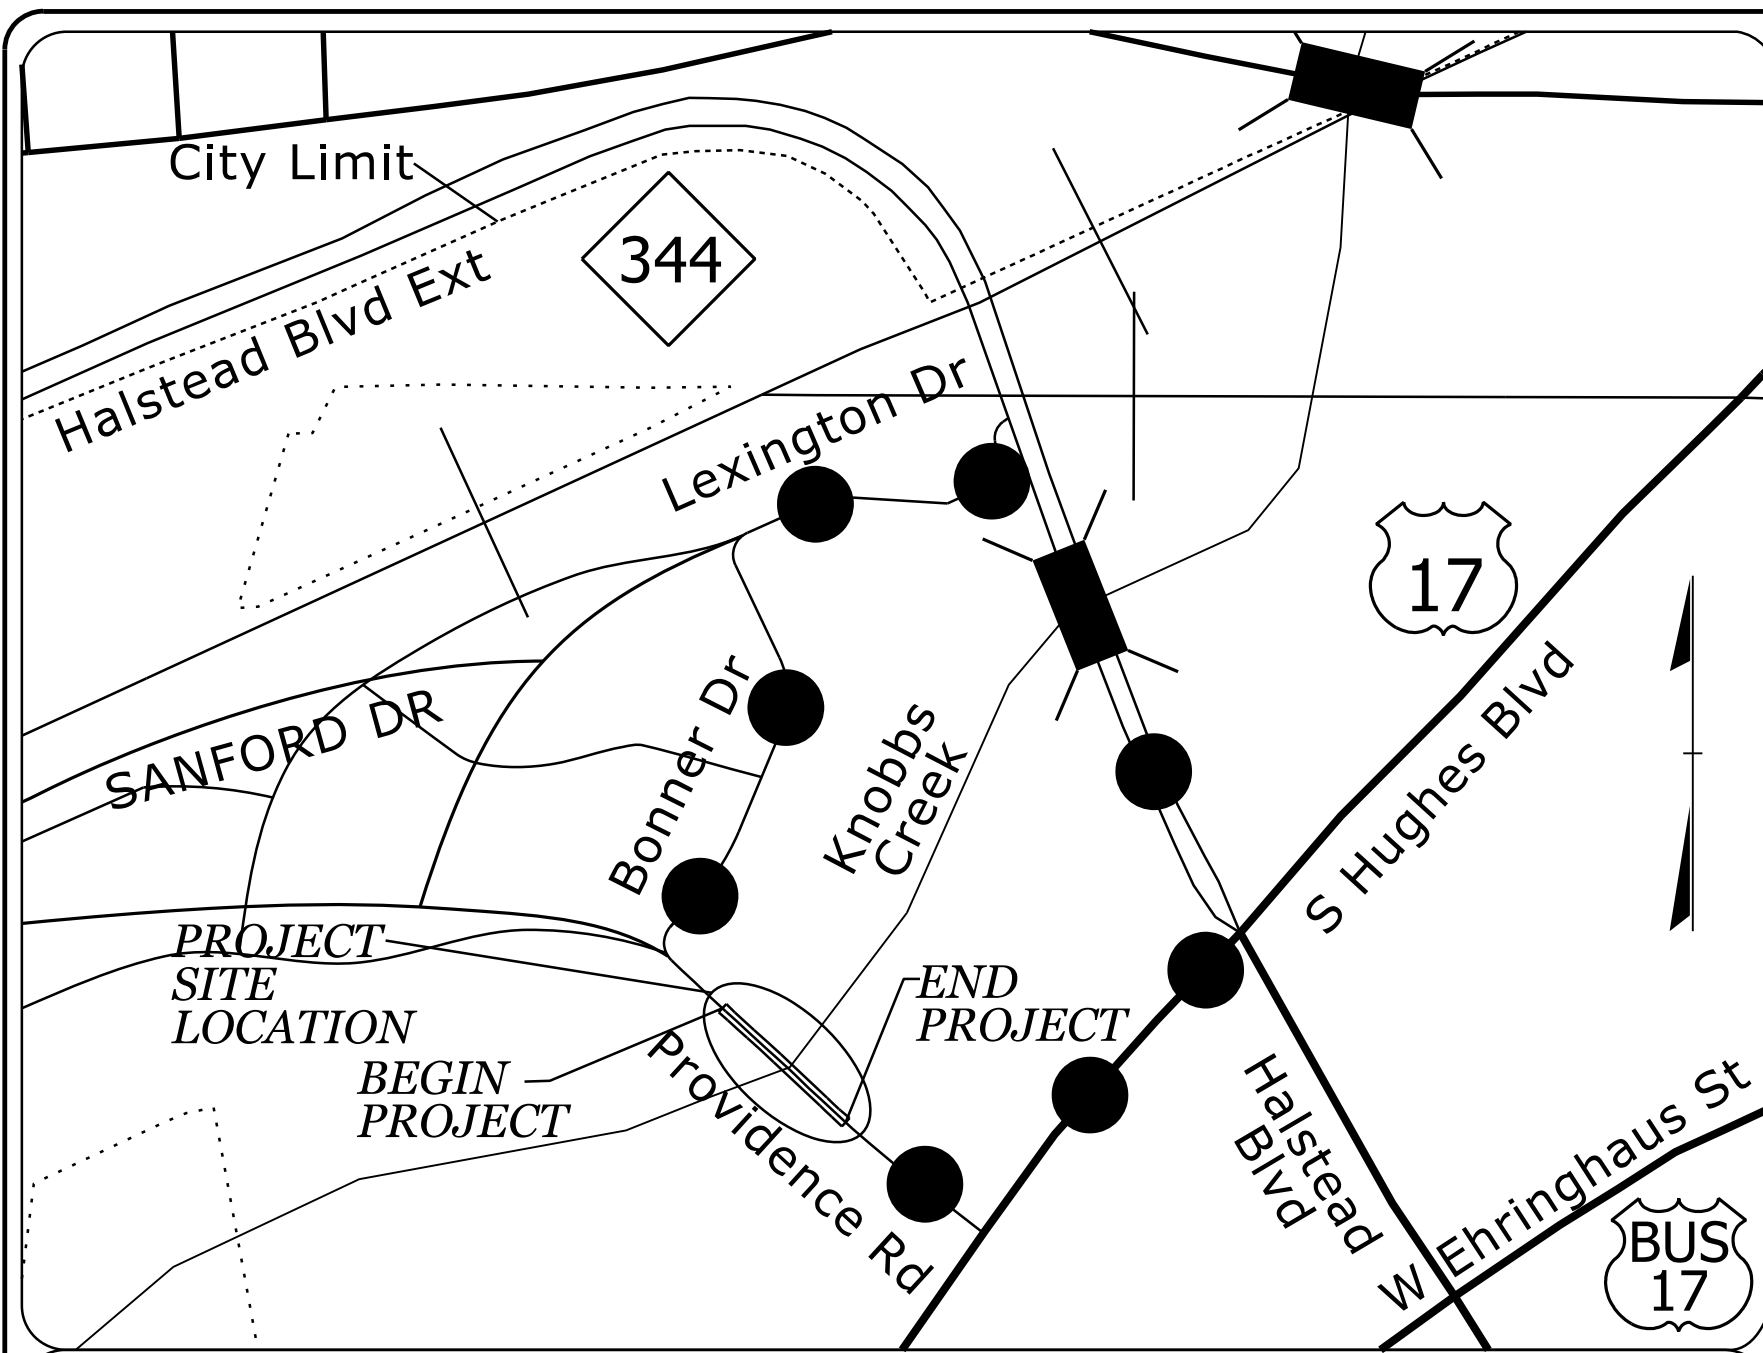 City Limit
344
Halstead Blvd Ext
Lexington Dr
17
SANFORD DR
Bonner Dr
Knobbs
Creek
S Hughes Blvd
PROJECT
SITE
LOCATION
END
PROJECT
BEGIN
PROJECT
Providence Rd
Halstead
Blvd
W Ehringhaus St
BUS
17